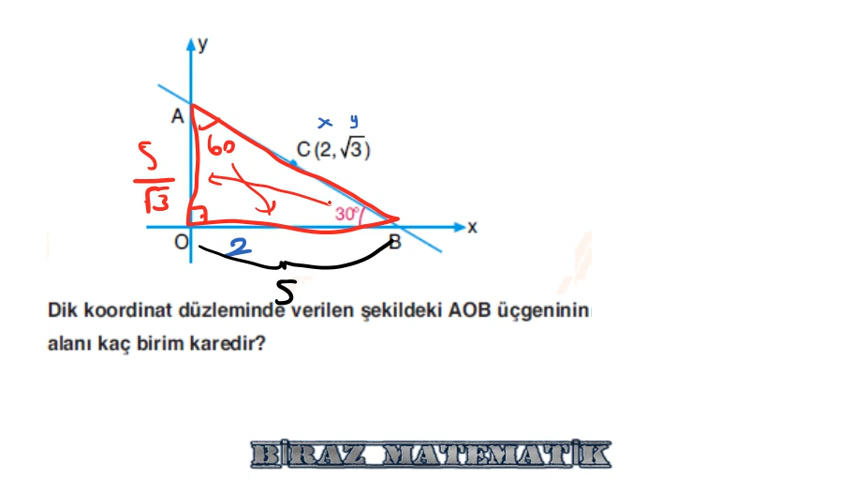 y
A
x y
60
C (2, √3)
5/√3
30°
x
O
2
B
5
Dik koordinat düzleminde verilen şekildeki AOB üçgeninin
alanı kaç birim karedir?
BİRAZ MATEMATİK